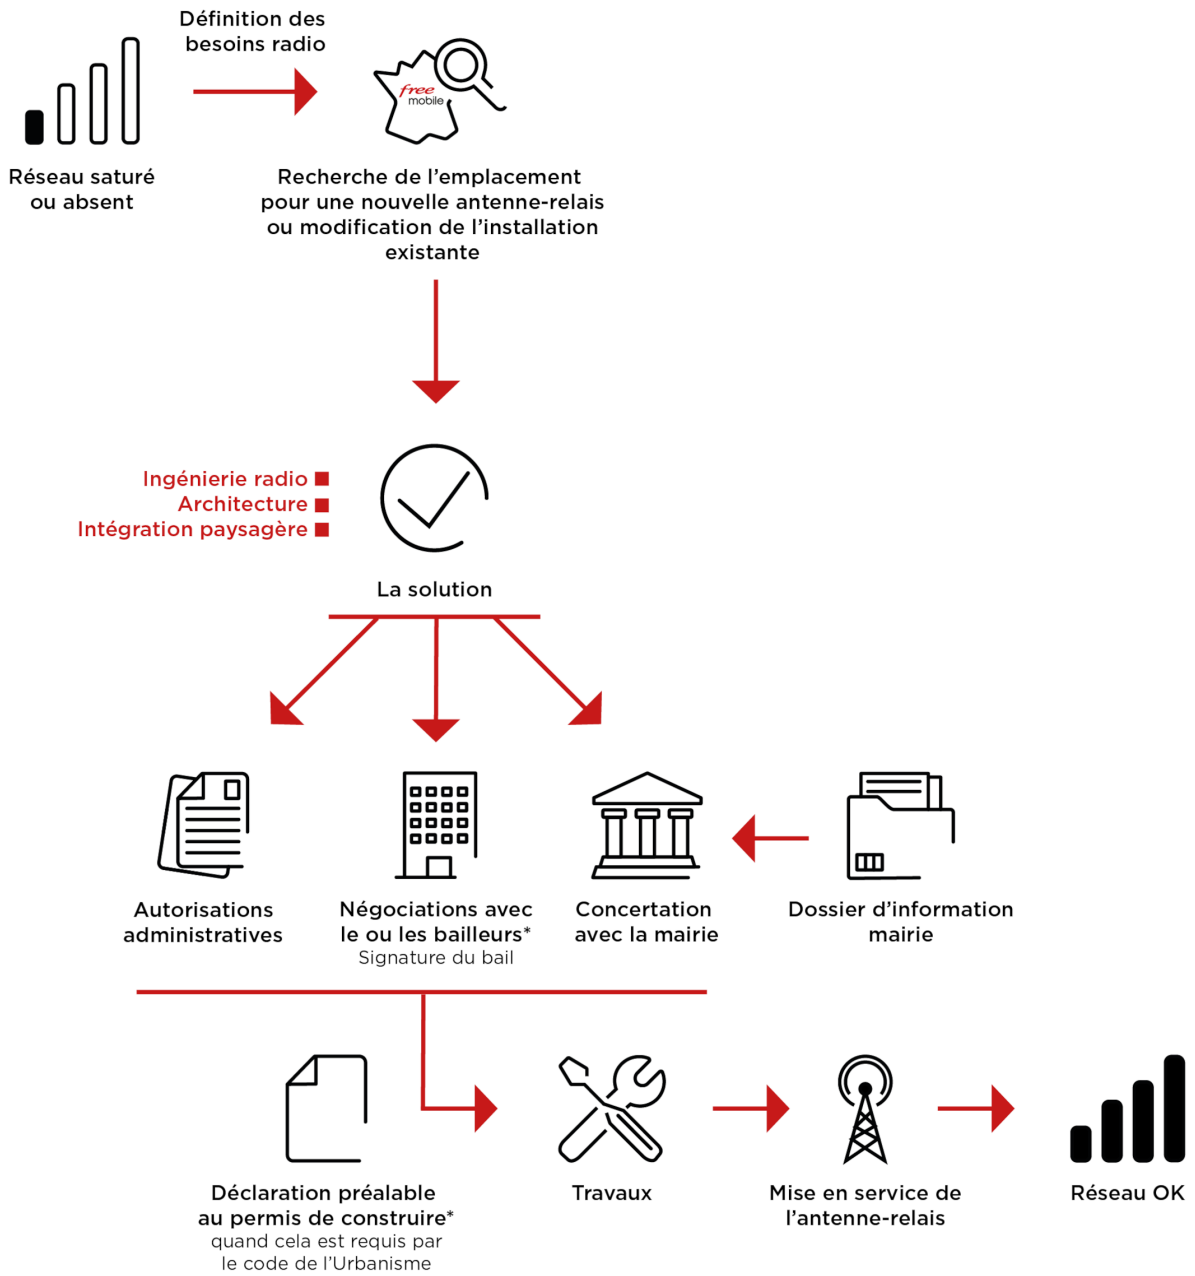 Définition des
besoins radio
free
mobile
Réseau saturé
ou absent
Recherche de l'emplacement
pour une nouvelle antenne-relais
ou modification de l'installation
existante
Ingénierie radio
Architecture
Intégration paysagère
La solution
Autorisations
administratives
Négociations avec
le ou les bailleurs*
Signature du bail
Concertation
avec la mairie
Dossier d'information
mairie
Déclaration préalable
au permis de construire*
quand cela est requis par
le code de l'Urbanisme
Travaux
Mise en service de
l'antenne-relais
Réseau OK